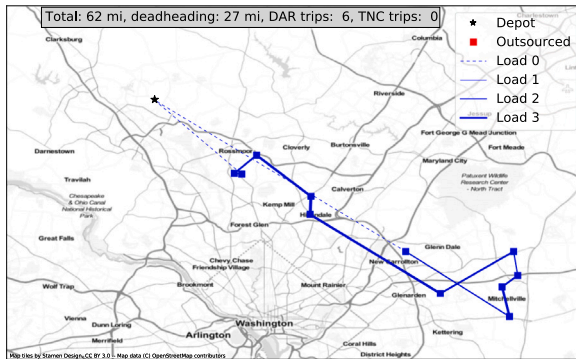 Total: 62 mi, deadheading: 27 mi, DAR trips: 6, TNC trips: 0
Clarksburg
Columbia
Depot
Outsourced
Load 0
Load 1
Load 2
Load 3
Riverside
Fort George G Mead Junction
Fort Meade
Darnestown
Rossmoor
Cloverly
Burtonsville
Maryland City
Travilah
Patuxent Wildlife
Research Center
- North Tract
Chesapeake
& Ohio Canal
National Historical
Park
Kemp Mill
Calverton
Hillandale
Forest Glen
Great Falls
Glenn Dale
Chevy Chase
Friendship Village
New Carrollton
Wolf Trap
Brookmont
Mount Rainier
Glenarden
Mitchellville
Vienna
Dunn Loring
Washington
Kettering
Merrifield
Arlington
Coral Hills
District Heights
Map tiles by Stamen Design, CC BY 3.0 -- Map data (C) OpenStreetMap contributors